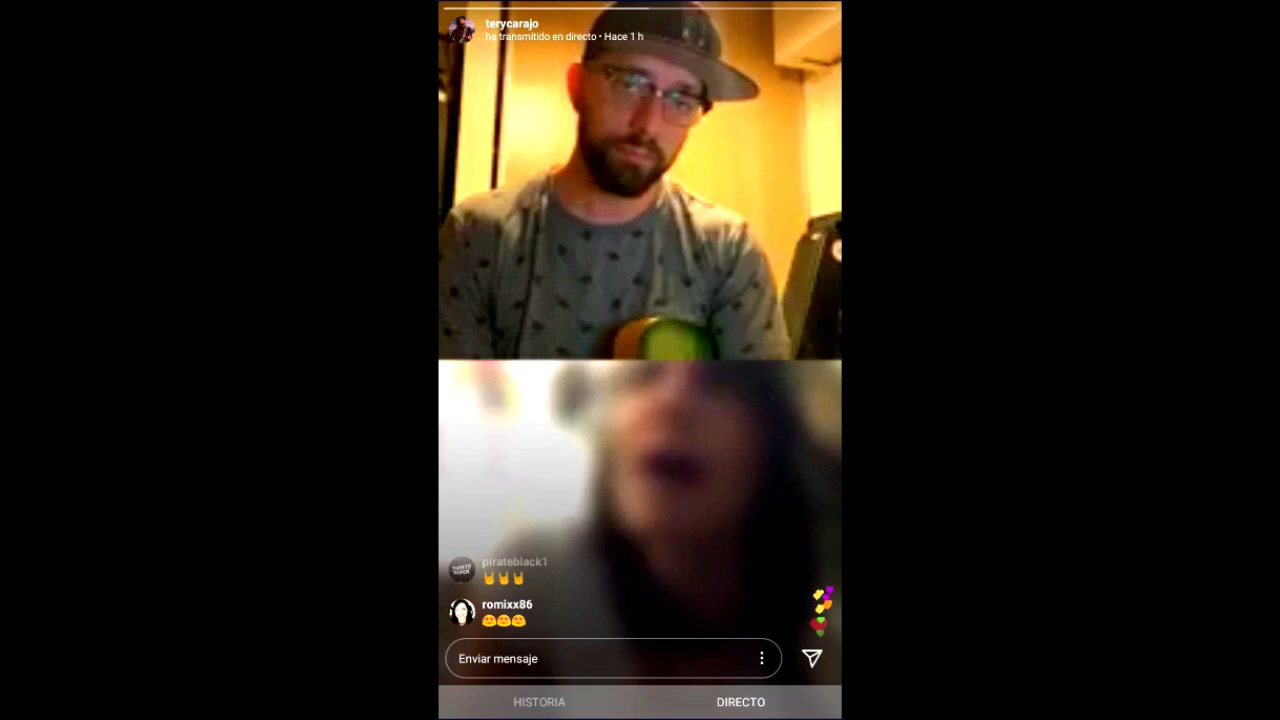 terycarajo
ha transmitido en directo • Hace 1 h
pirateblack1
romixx86
Enviar mensaje
HISTORIA
DIRECTO